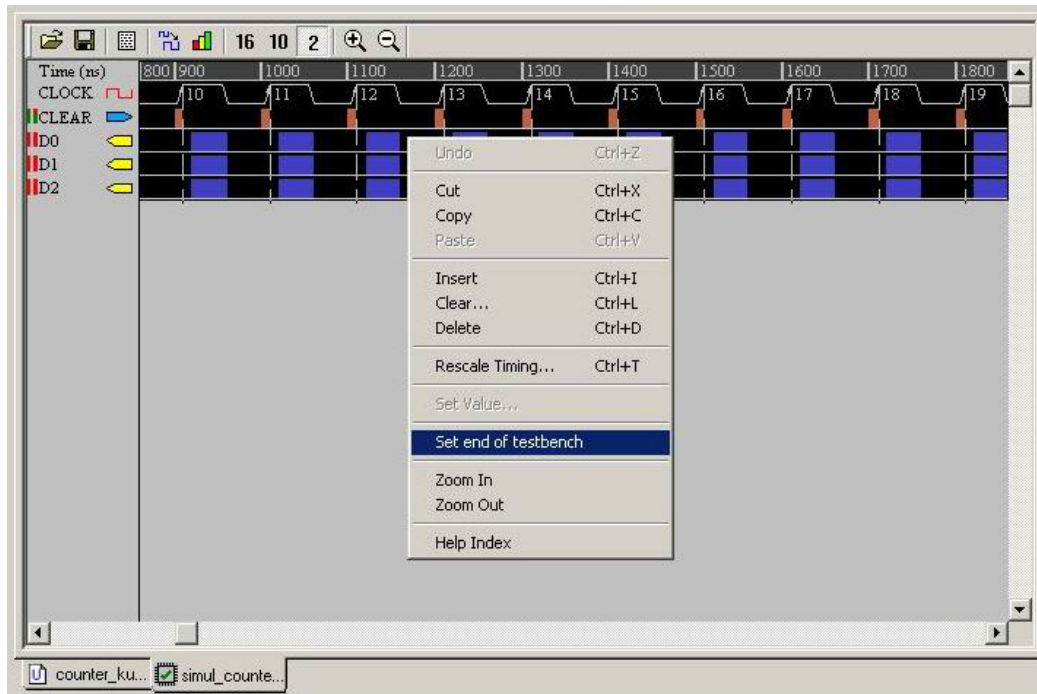 16 10 2
Time (ns) 800 900 1000 1100 1200 1300 1400 1500 1600 1700 1800
CLOCK 10 11 12 13 14 15 16 17 18 19
CLEAR
D0
D1
D2
Undo Ctrl+Z
Cut Ctrl+X
Copy Ctrl+C
Paste Ctrl+V
Insert Ctrl+I
Clear... Ctrl+L
Delete Ctrl+D
Rescale Timing... Ctrl+T
Set Value...
Set end of testbench
Zoom In
Zoom Out
Help Index
counter_ku... simul_counte...